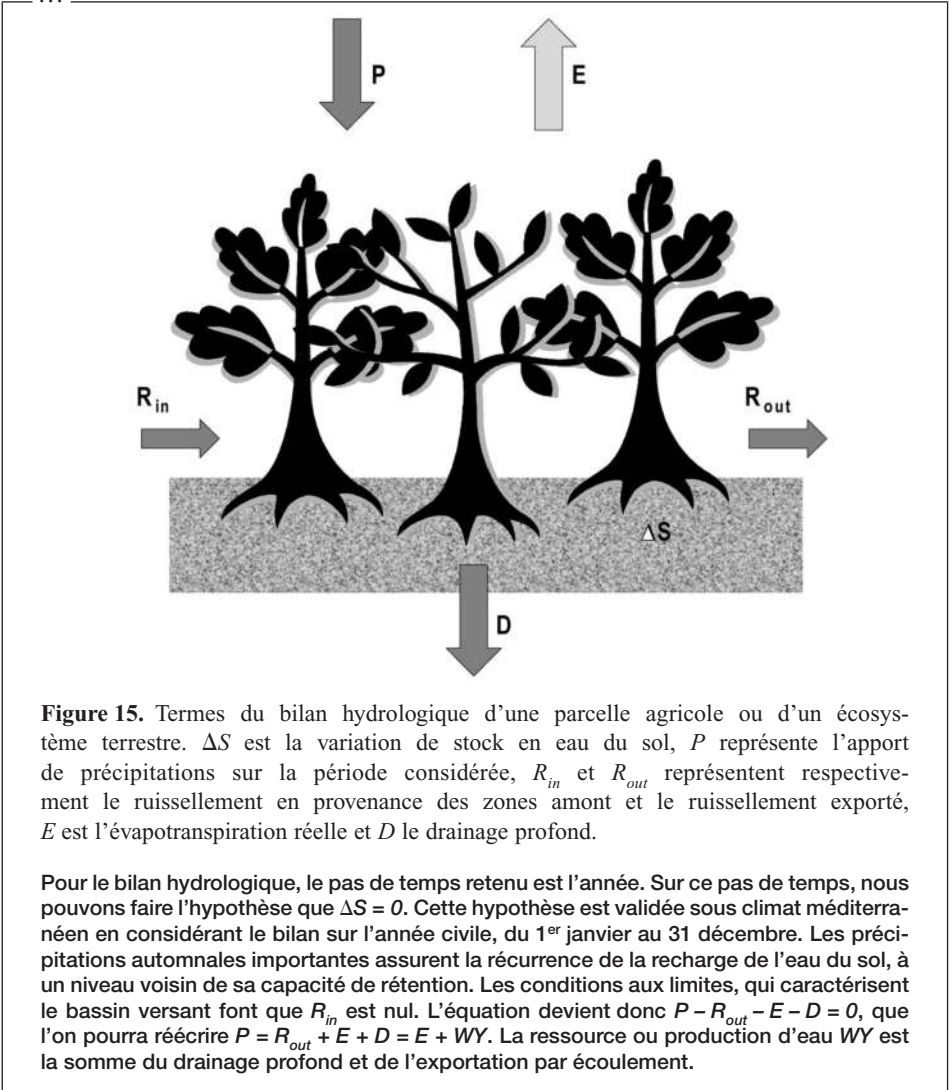 P
E
R in
R out
ΔS
D
Figure 15. Termes du bilan hydrologique d'une parcelle agricole ou d'un écosys-
tème terrestre. ΔS est la variation de stock en eau du sol, P représente l'apport
de précipitations sur la période considérée, R_in et R_out représentent respective-
ment le ruissellement en provenance des zones amont et le ruissellement exporté,
E est l'évapotranspiration réelle et D le drainage profond.
Pour le bilan hydrologique, le pas de temps retenu est l'année. Sur ce pas de temps, nous
pouvons faire l'hypothèse que ΔS = 0. Cette hypothèse est validée sous climat méditerra-
néen en considérant le bilan sur l'année civile, du 1er janvier au 31 décembre. Les préci-
pitations automnales importantes assurent la récurrence de la recharge de l'eau du sol, à
un niveau voisin de sa capacité de rétention. Les conditions aux limites, qui caractérisent
le bassin versant font que R_in est nul. L'équation devient donc P – R_out – E – D = 0, que
l'on pourra réécrire P = R_out + E + D = E + WY. La ressource ou production d'eau WY est
la somme du drainage profond et de l'exportation par écoulement.